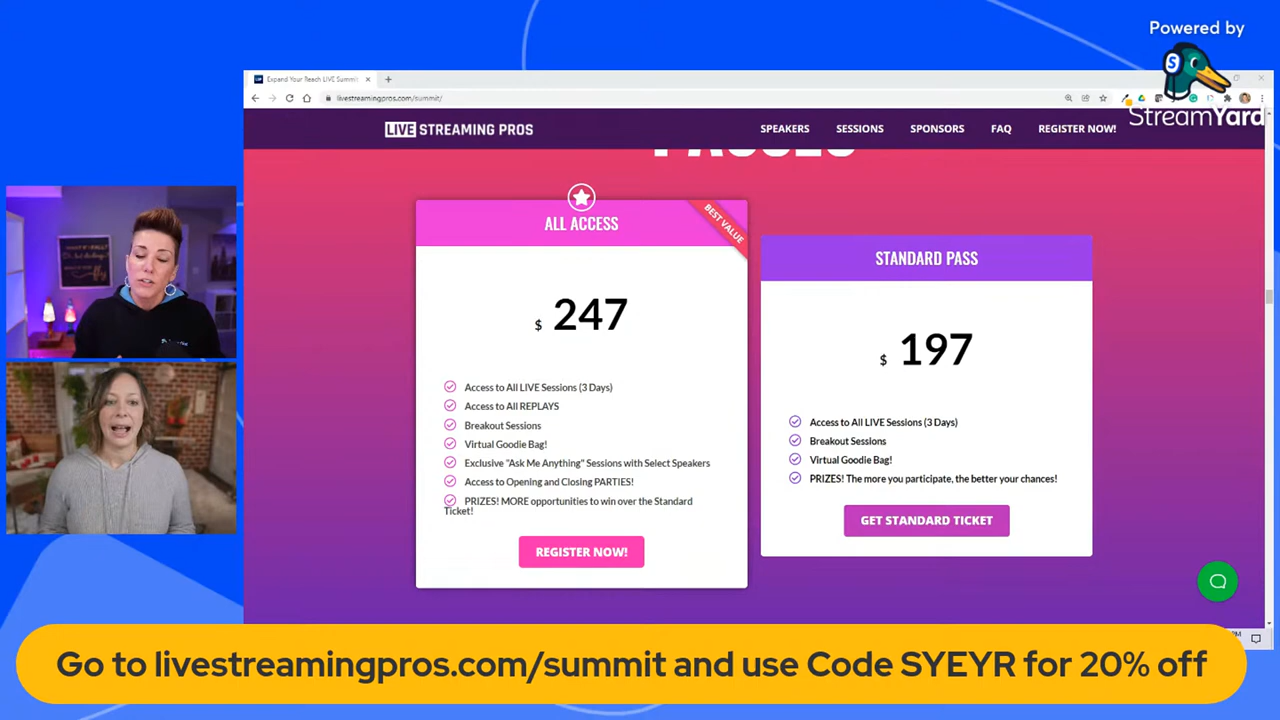 Powered by
StreamYard
Expand Your Reach LIVE Summit
livestreamingpros.com/summit/
LIVE STREAMING PROS
SPEAKERS
SESSIONS
SPONSORS
FAQ
REGISTER NOW!
PASSES
ALL ACCESS
BEST VALUE
$ 247
Access to All LIVE Sessions (3 Days)
Access to All REPLAYS
Breakout Sessions
Virtual Goodie Bag!
Exclusive "Ask Me Anything" Sessions with Select Speakers
Access to Opening and Closing PARTIES!
PRIZES! MORE opportunities to win over the Standard
Ticket!
REGISTER NOW!
STANDARD PASS
$ 197
Access to All LIVE Sessions (3 Days)
Breakout Sessions
Virtual Goodie Bag!
PRIZES! The more you participate, the better your chances!
GET STANDARD TICKET
Go to livestreamingpros.com/summit and use Code SYEYR for 20% off